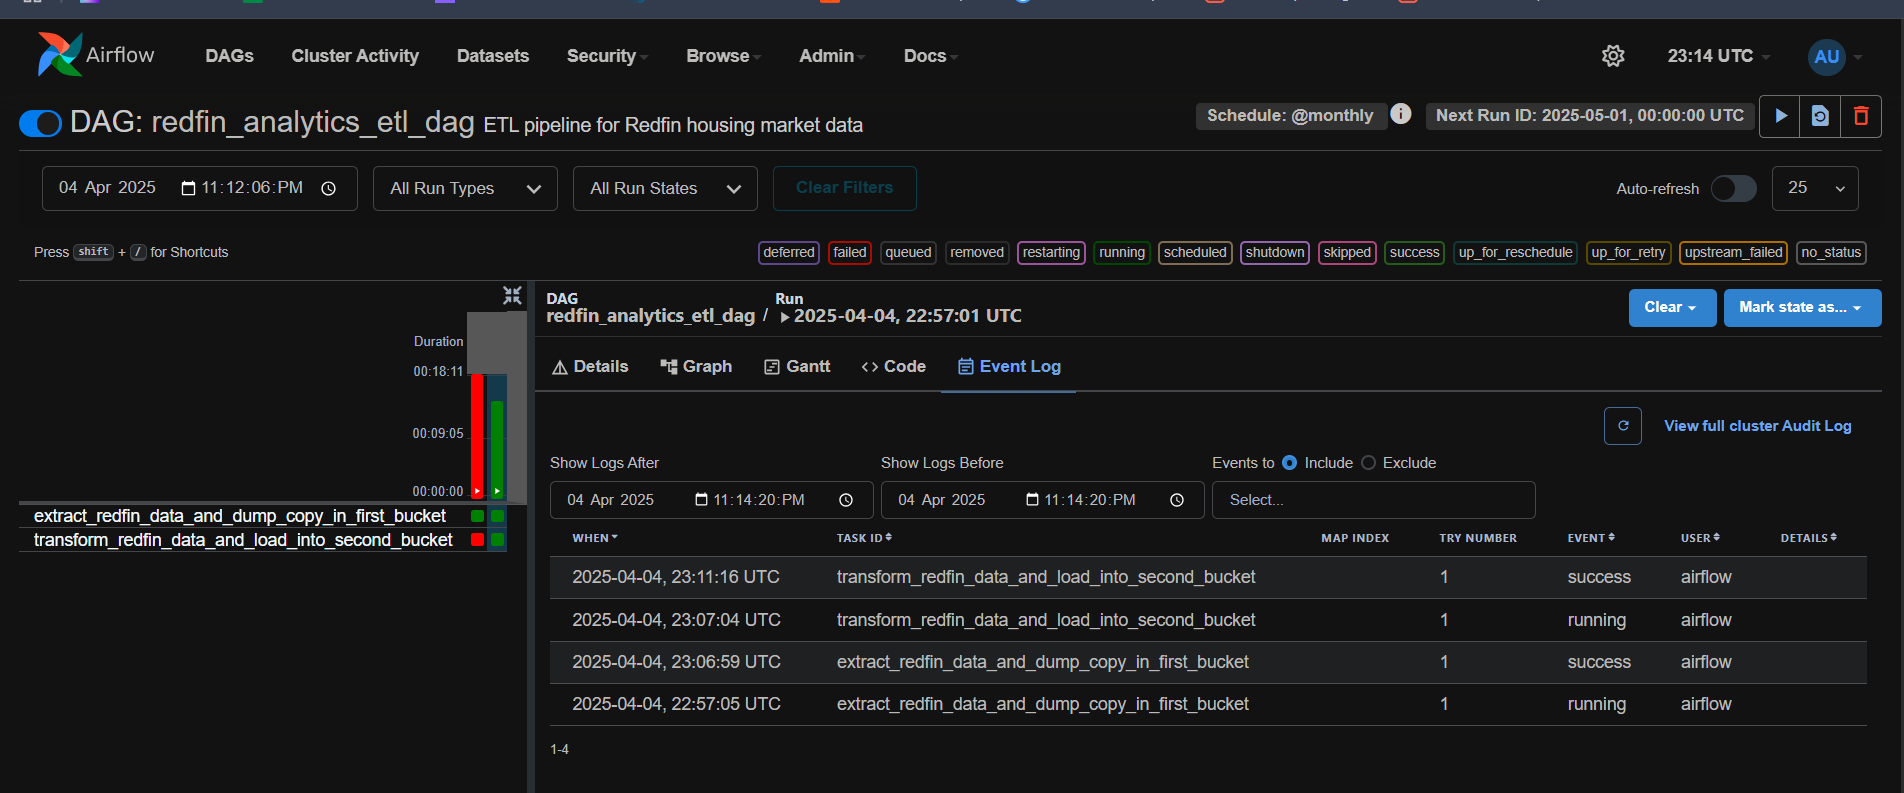 Airflow
DAGs Cluster Activity Datasets Security Browse Admin Docs 23:14 UTC AU
DAG: redfin_analytics_etl_dag ETL pipeline for Redfin housing market data Schedule: @monthly i Next Run ID: 2025-05-01, 00:00:00 UTC
04 Apr 2025 11:12:06:PM All Run Types All Run States Clear Filters Auto-refresh 25
Press shift + / for Shortcuts deferred failed queued removed restarting running scheduled shutdown skipped success up_for_reschedule up_for_retry upstream_failed no_status
Duration
00:18:11
00:09:05
00:00:00
extract_redfin_data_and_dump_copy_in_first_bucket
transform_redfin_data_and_load_into_second_bucket
DAG Run
redfin_analytics_etl_dag / 2025-04-04, 22:57:01 UTC Clear Mark state as...
Details Graph Gantt Code Event Log
View full cluster Audit Log
Show Logs After Show Logs Before Events to Include Exclude
04 Apr 2025 11:14:20:PM 04 Apr 2025 11:14:20:PM Select...
WHEN TASK ID MAP INDEX TRY NUMBER EVENT USER DETAILS
2025-04-04, 23:11:16 UTC transform_redfin_data_and_load_into_second_bucket 1 success airflow
2025-04-04, 23:07:04 UTC transform_redfin_data_and_load_into_second_bucket 1 running airflow
2025-04-04, 23:06:59 UTC extract_redfin_data_and_dump_copy_in_first_bucket 1 success airflow
2025-04-04, 22:57:05 UTC extract_redfin_data_and_dump_copy_in_first_bucket 1 running airflow
1-4